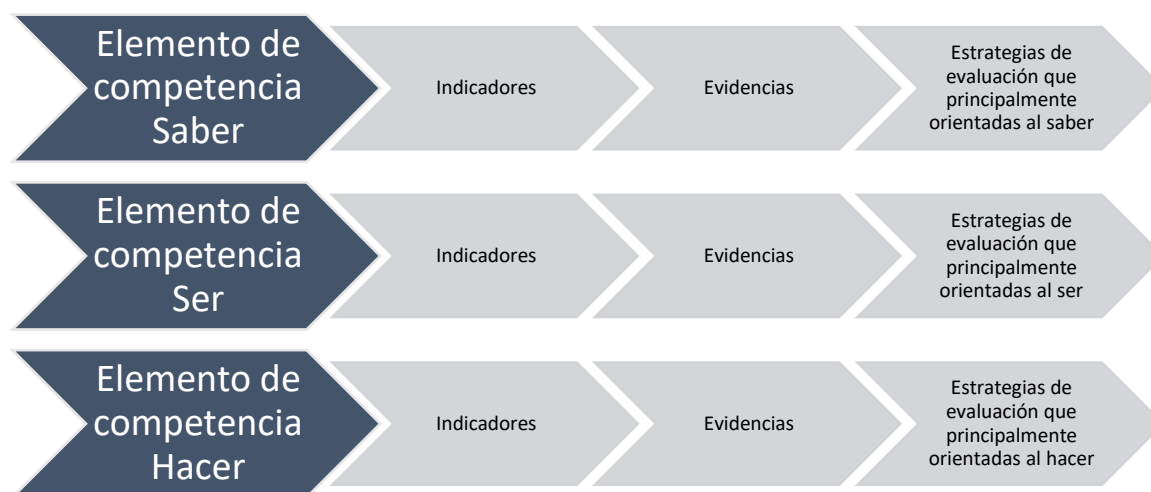 Elemento de
competencia
Saber
Indicadores
Evidencias
Estrategias de
evaluación que
principalmente
orientadas al saber
Elemento de
competencia
Ser
Indicadores
Evidencias
Estrategias de
evaluación que
principalmente
orientadas al ser
Elemento de
competencia
Hacer
Indicadores
Evidencias
Estrategias de
evaluación que
principalmente
orientadas al hacer